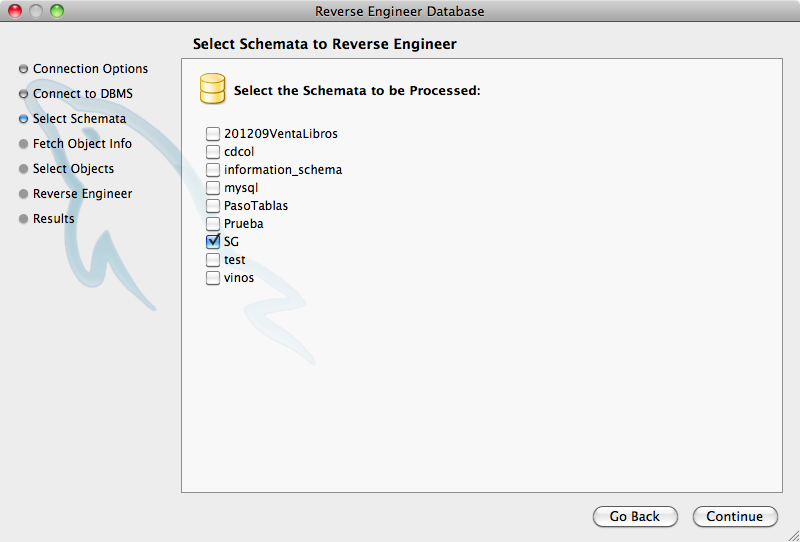 Reverse Engineer Database
Select Schemata to Reverse Engineer
Connection Options
Connect to DBMS
Select Schemata
Fetch Object Info
Select Objects
Reverse Engineer
Results
Select the Schemata to be Processed:
201209VentaLibros
cdcol
information_schema
mysql
PasoTablas
Prueba
SG
test
vinos
Go Back
Continue